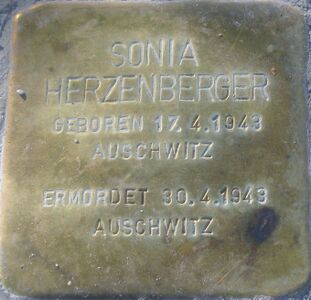 SONIA
HERZENBERGER
GEBOREN 17.4.1943
AUSCHWITZ
ERMORDET 30.4.1943
AUSCHWITZ